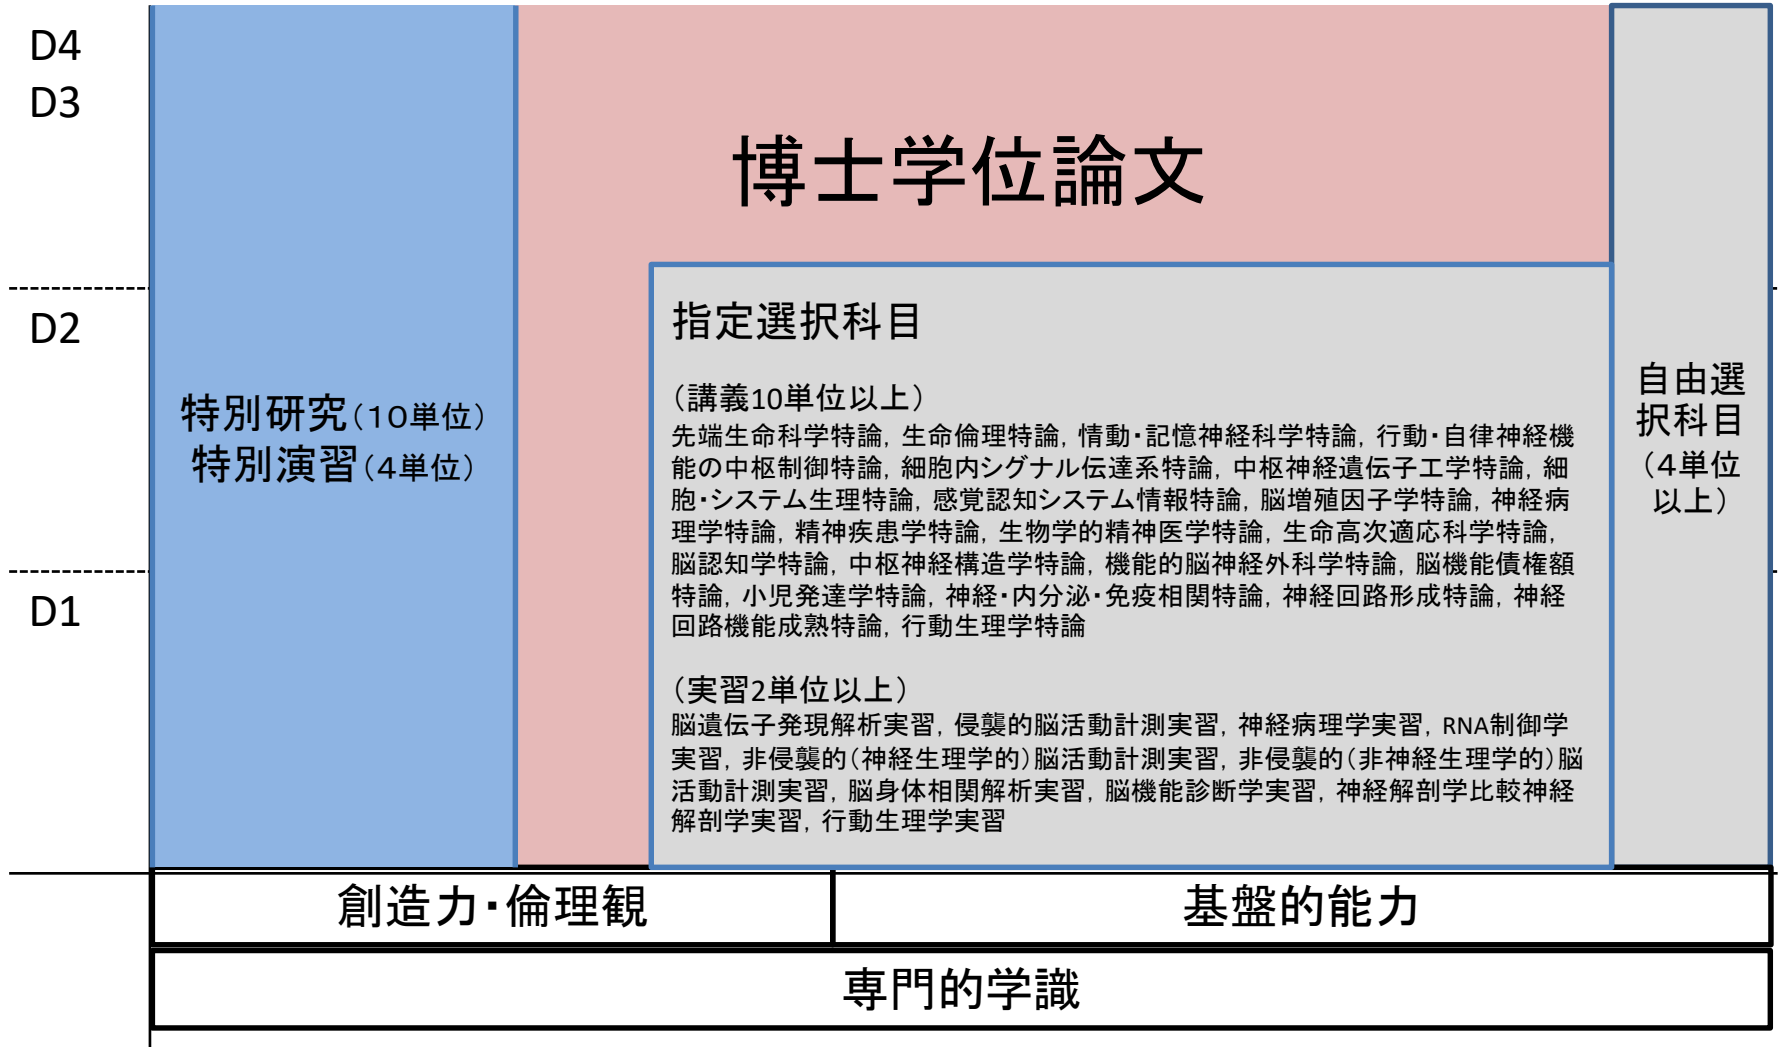 D4
D3
D2
D1
博士学位論文
特別研究（１０単位）
特別演習（４単位）
指定選択科目
（講義10単位以上）
先端生命科学特論，生命倫理特論，情動・記憶神経科学特論，行動・自律神経機
能の中枢制御特論，細胞内シグナル伝達系特論，中枢神経遺伝子工学特論，細
胞・システム生理特論，感覚認知システム情報特論，脳増殖因子学特論，神経病
理学特論，精神疾患学特論，生物学的精神医学特論，生命高次適応科学特論，
脳認知学特論，中枢神経構造学特論，機能的脳神経外科学特論，脳機能債権額
特論，小児発達学特論，神経・内分泌・免疫相関特論，神経回路形成特論，神経
回路機能成熟特論，行動生理学特論
（実習2単位以上）
脳遺伝子発現解析実習，侵襲的脳活動計測実習，神経病理学実習，RNA制御学
実習，非侵襲的（神経生理学的）脳活動計測実習，非侵襲的（非神経生理学的）脳
活動計測実習，脳身体相関解析実習，脳機能診断学実習，神経解剖学比較神経
解剖学実習，行動生理学実習
自由選
択科目
（４単位
以上）
創造力・倫理観
基盤的能力
専門的学識